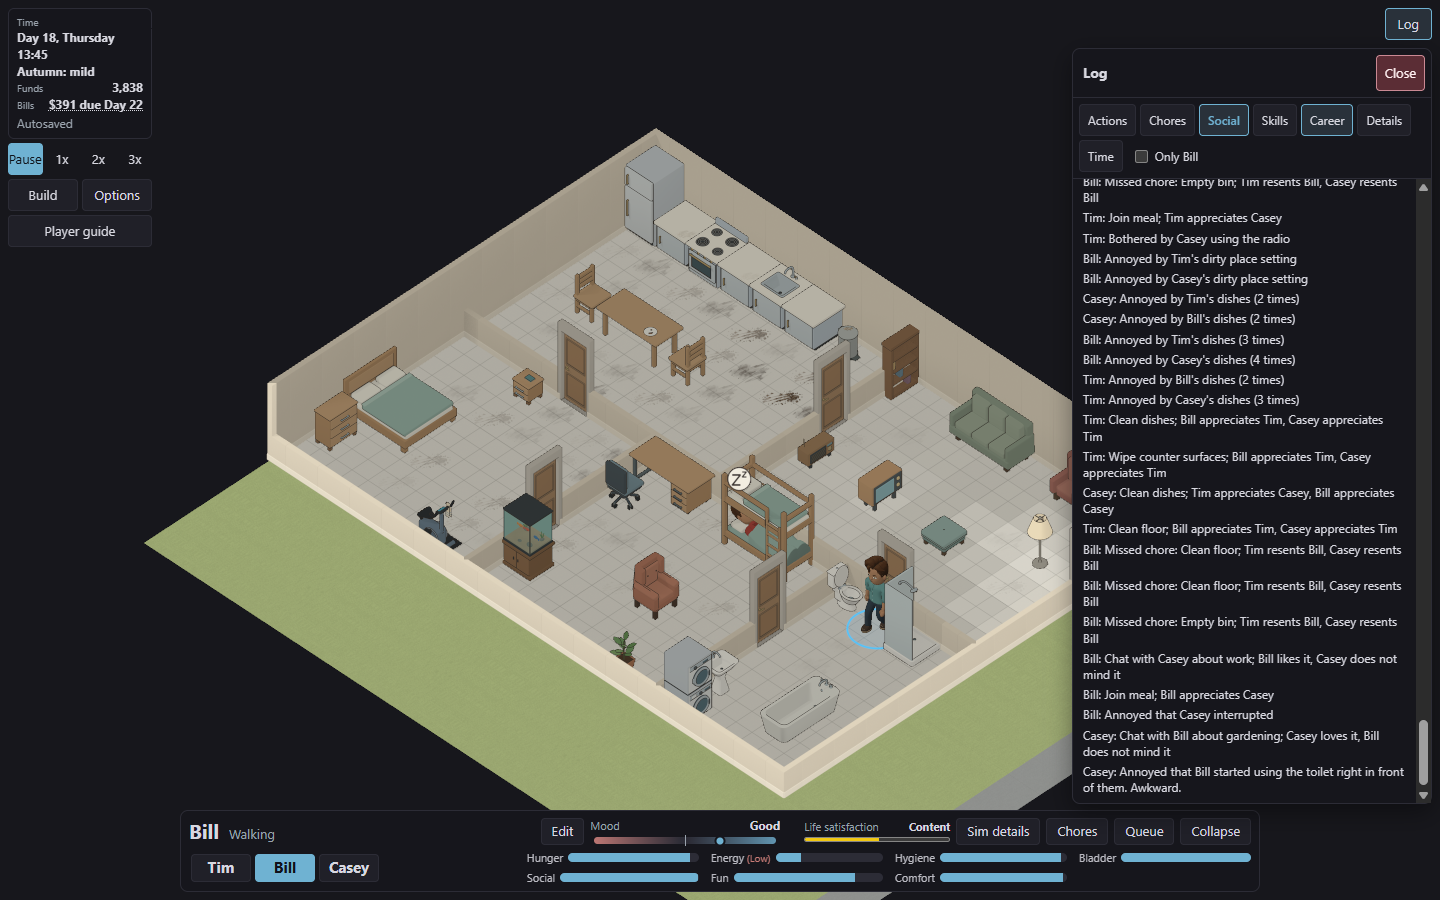 Time
Day 18, Thursday
13:45
Autumn: mild
Funds 3,838
Bills $391 due Day 22
Autosaved
Pause 1x 2x 3x
Build Options
Player guide
Log
Log Close
Actions Chores Social Skills Career Details
Time Only Bill
Bill: Missed chore: Empty bin; Tim resents Bill, Casey resents
Bill
Tim: Join meal; Tim appreciates Casey
Tim: Bothered by Casey using the radio
Bill: Annoyed by Tim's dirty place setting
Bill: Annoyed by Casey's dirty place setting
Casey: Annoyed by Tim's dishes (2 times)
Casey: Annoyed by Bill's dishes (2 times)
Bill: Annoyed by Tim's dishes (3 times)
Bill: Annoyed by Casey's dishes (4 times)
Tim: Annoyed by Bill's dishes (2 times)
Tim: Annoyed by Casey's dishes (3 times)
Tim: Clean dishes; Bill appreciates Tim, Casey appreciates
Tim
Tim: Wipe counter surfaces; Bill appreciates Tim, Casey
appreciates Tim
Casey: Clean dishes; Tim appreciates Casey, Bill appreciates
Casey
Tim: Clean floor; Bill appreciates Tim, Casey appreciates Tim
Bill: Missed chore: Clean floor; Tim resents Bill, Casey resents
Bill
Bill: Missed chore: Clean floor; Tim resents Bill, Casey resents
Bill
Bill: Missed chore: Empty bin; Tim resents Bill, Casey resents
Bill
Bill: Chat with Casey about work; Bill likes it, Casey does not
mind it
Bill: Join meal; Bill appreciates Casey
Bill: Annoyed that Casey interrupted
Casey: Chat with Bill about gardening; Casey loves it, Bill
does not mind it
Casey: Annoyed that Bill started using the toilet right in front
of them. Awkward.
Zz
Bill Walking
Edit
Mood Good
Life satisfaction Content
Sim details Chores Queue Collapse
Tim Bill Casey
Hunger Energy (Low) Hygiene Bladder
Social Fun Comfort